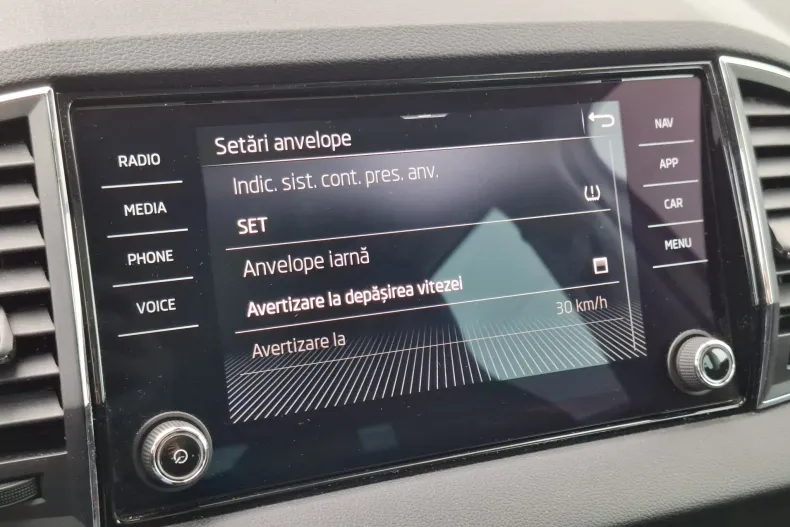 RADIO
MEDIA
PHONE
VOICE
Setări anvelope
Indic. sist. cont. pres. anv.
SET
Anvelope iarnă
Avertizare la depășirea vitezei
Avertizare la 30 km/h
NAV
APP
CAR
MENU